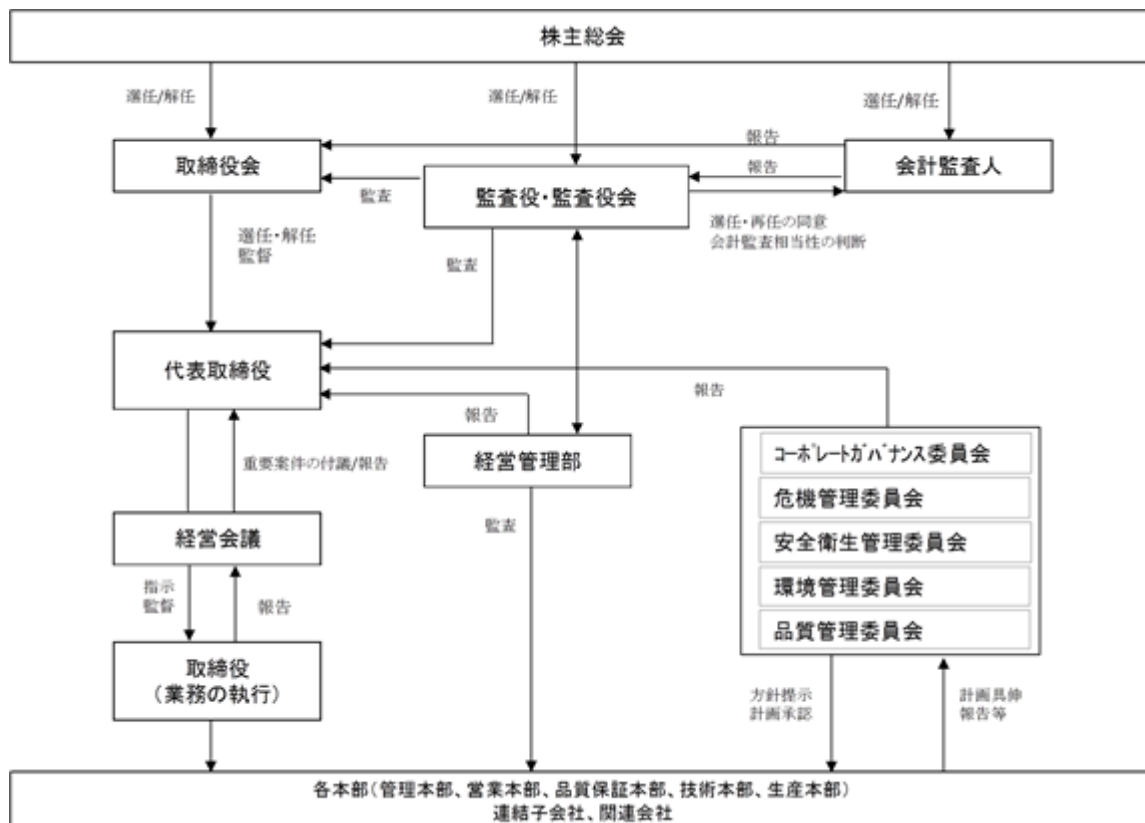 株主総会
選任/解任
選任/解任
選任/解任
報告
取締役会
会計監査人
報告
監査
監査役・監査役会
選任・再任の同意
会計監査相当性の判断
選任・解任
監督
監査
代表取締役
報告
報告
重要案件の付議/報告
経営管理部
コーポレートガバナンス委員会
危機管理委員会
安全衛生管理委員会
環境管理委員会
品質管理委員会
監査
経営会議
指示
監督
報告
取締役
(業務の執行)
方針提示
計画承認
計画具伸
報告等
各本部(管理本部、営業本部、品質保証本部、技術本部、生産本部)
連結子会社、関連会社